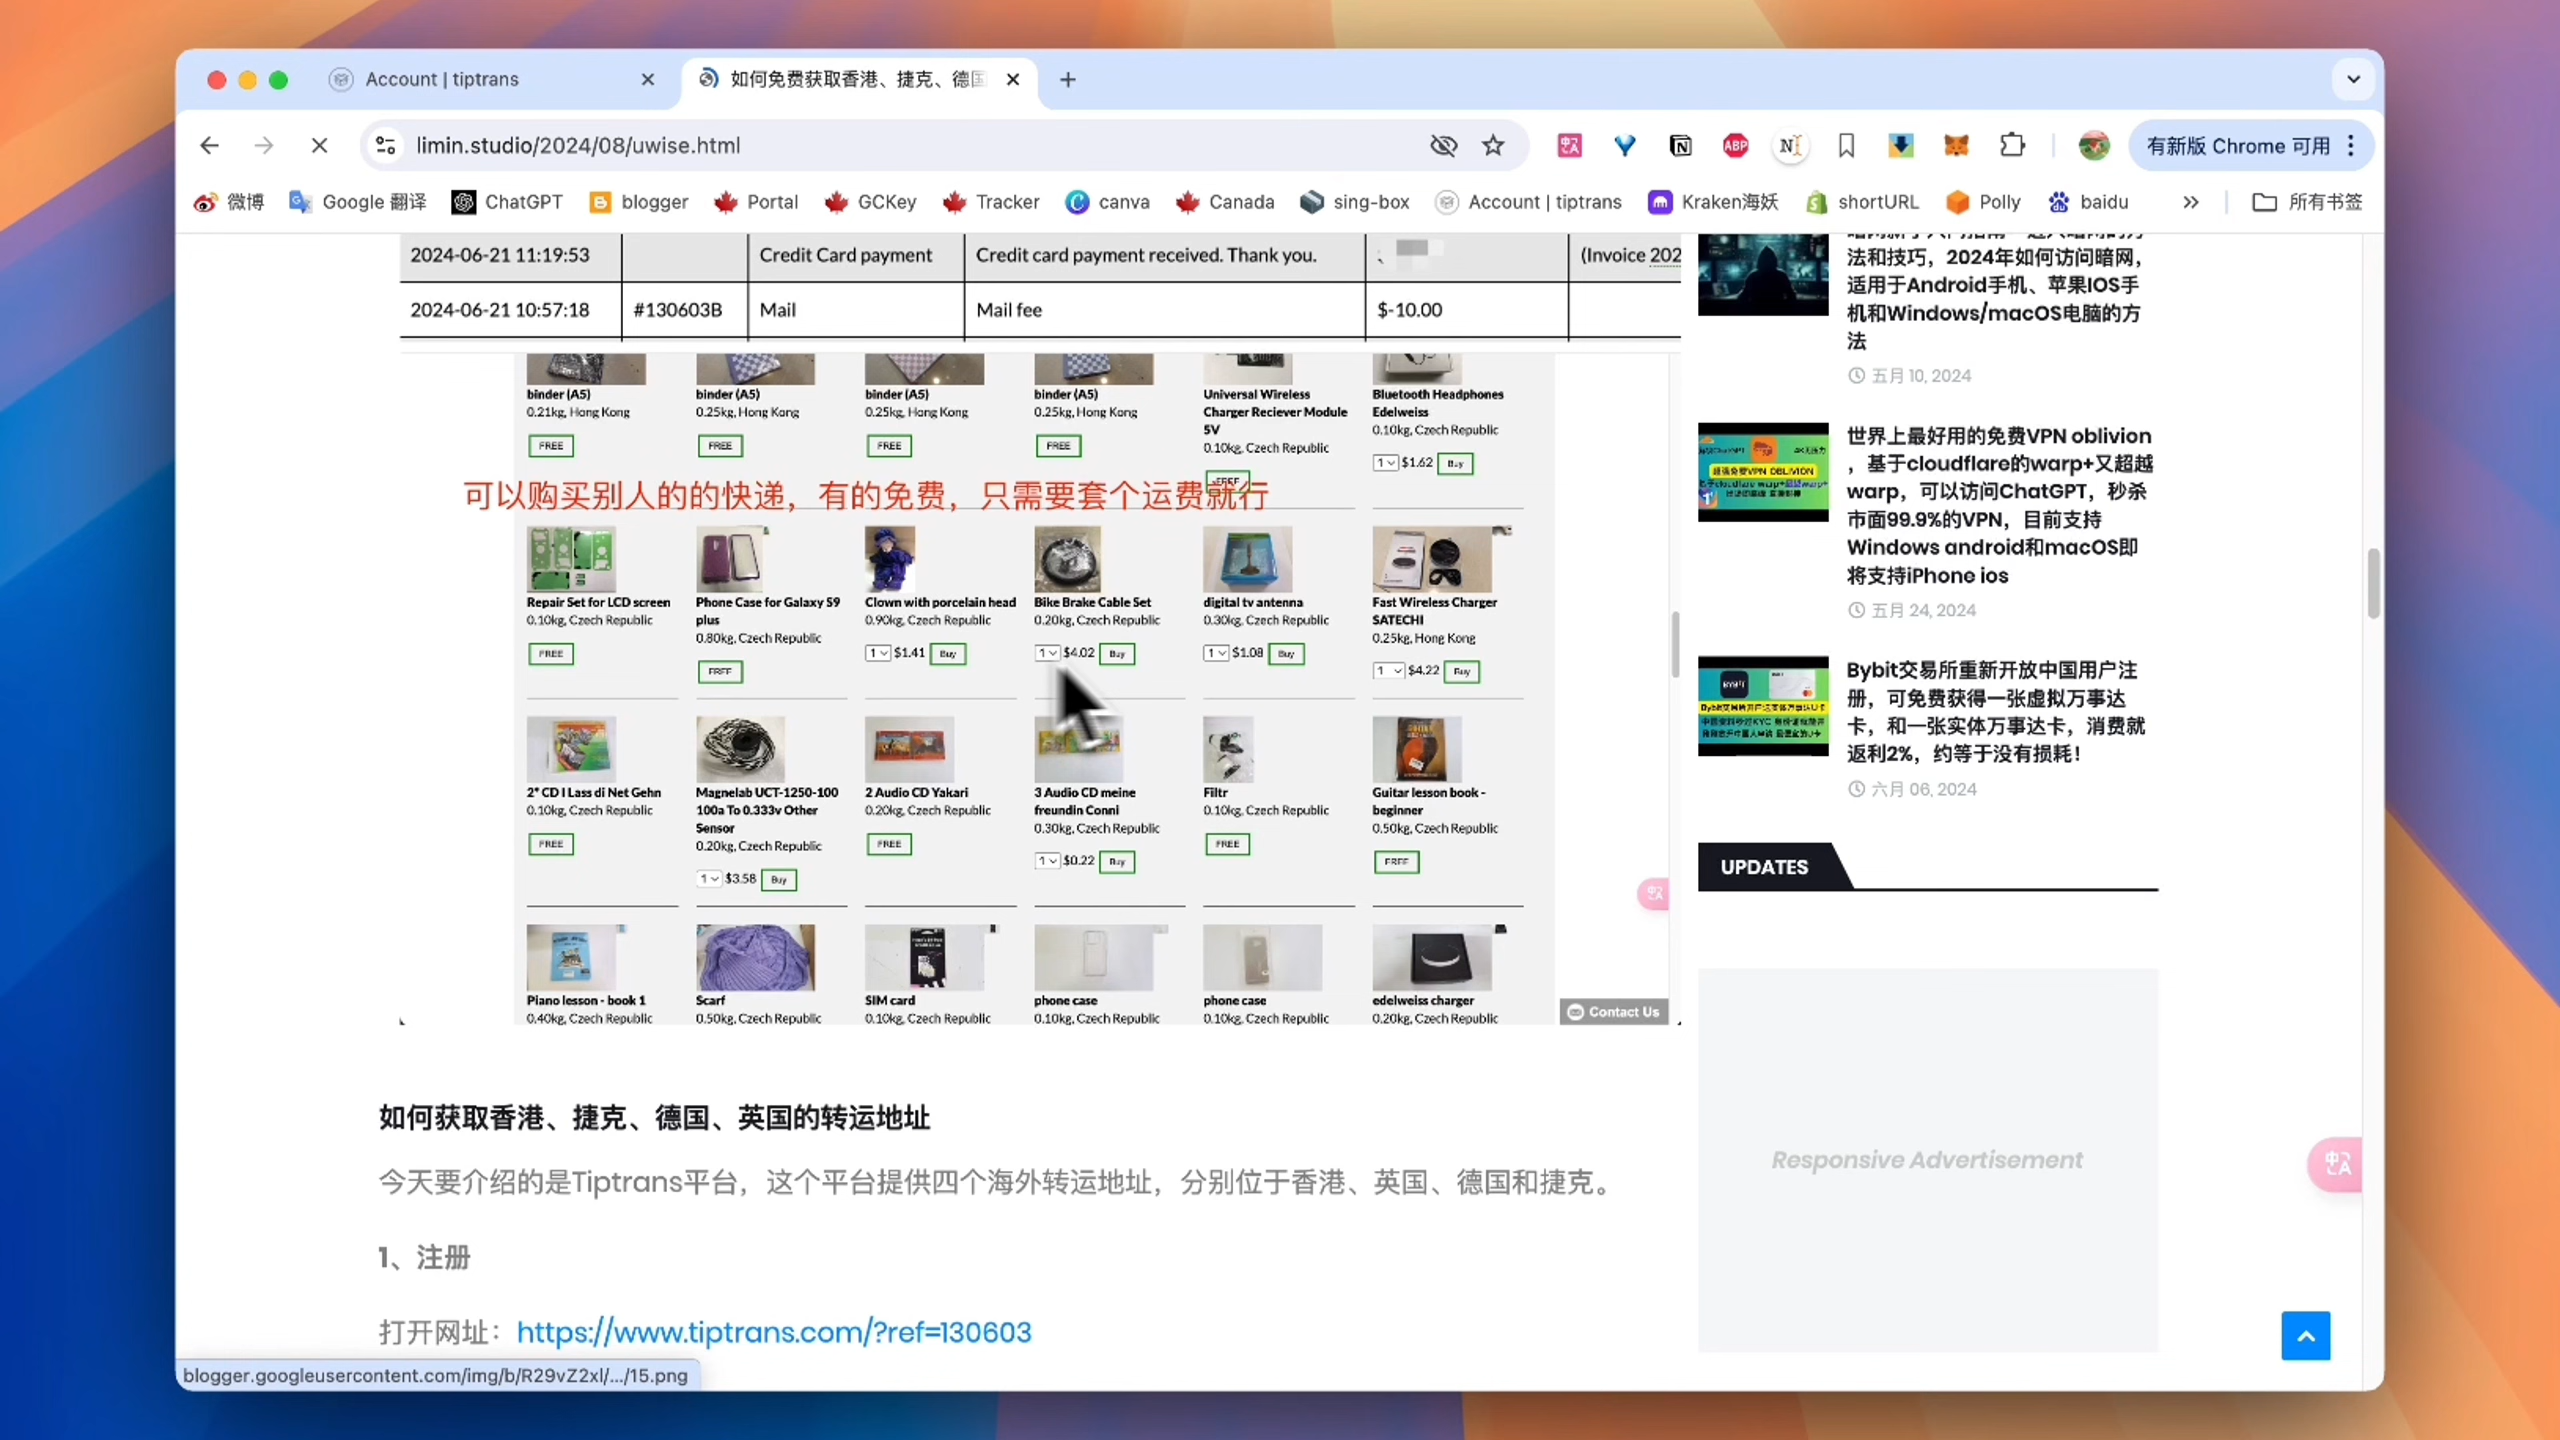 Account | tiptrans
如何免费获取香港、捷克、德国
limin.studio/2024/08/uwise.html
有新版 Chrome 可用
微博
Google 翻译
ChatGPT
blogger
Portal
GCKey
Tracker
canva
Canada
sing-box
Account | tiptrans
Kraken海妖
shortURL
Polly
baidu
所有书签
2024-06-21 11:19:53
Credit Card payment
Credit card payment received. Thank you.
(Invoice 202
2024-06-21 10:57:18
#130603B
Mail
Mail fee
$-10.00
binder (A5)
0.21kg, Hong Kong
FREE
binder (A5)
0.25kg, Hong Kong
FREE
binder (A5)
0.25kg, Hong Kong
FREE
binder (A5)
0.25kg, Hong Kong
FREE
Universal Wireless
Charger Reciever Module
5V
0.10kg, Czech Republic
FREE
Bluetooth Headphones
Edelweiss
0.10kg, Czech Republic
1 $1.62 Buy
可以购买别人的的快递，有的免费，只需要套个运费就行
Repair Set for LCD screen
0.10kg, Czech Republic
FREE
Phone Case for Galaxy S9
plus
0.80kg, Czech Republic
FREE
Clown with porcelain head
0.90kg, Czech Republic
1 $1.41 Buy
Bike Brake Cable Set
0.20kg, Czech Republic
1 $4.02 Buy
digital tv antenna
0.30kg, Czech Republic
1 $1.08 Buy
Fast Wireless Charger
SATECHI
0.25kg, Hong Kong
1 $4.22 Buy
2* CD I Lass di Net Gehn
0.10kg, Czech Republic
FREE
Magnelab UCT-1250-100
100a To 0.333v Other
Sensor
0.20kg, Czech Republic
1 $3.58 Buy
2 Audio CD Yakari
0.20kg, Czech Republic
FREE
3 Audio CD meine
freundin Conni
0.30kg, Czech Republic
1 $0.22 Buy
Filtr
0.10kg, Czech Republic
FREE
Guitar lesson book -
beginner
0.50kg, Czech Republic
FREE
Piano lesson - book 1
0.40kg, Czech Republic
Scarf
0.50kg, Czech Republic
SIM card
0.10kg, Czech Republic
phone case
0.10kg, Czech Republic
phone case
0.10kg, Czech Republic
edelweiss charger
0.20kg, Czech Republic
Contact Us
如何获取香港、捷克、德国、英国的转运地址
今天要介绍的是Tiptrans平台，这个平台提供四个海外转运地址，分别位于香港、英国、德国和捷克。
1、注册
打开网址：https://www.tiptrans.com/?ref=130603
blogger.googleusercontent.com/img/b/R29vZ2xl/.../15.png
法和技巧，2024年如何访问暗网，
适用于Android手机、苹果IOS手
机和Windows/macOS电脑的方
法
五月 10, 2024
世界上最好用的免费VPN oblivion
，基于cloudflare的warp+又超越
warp，可以访问ChatGPT，秒杀
市面99.9%的VPN，目前支持
Windows android和macOS即
将支持iPhone ios
五月 24, 2024
Bybit交易所重新开放中国用户注
册，可免费获得一张虚拟万事达
卡，和一张实体万事达卡，消费就
返利2%，约等于没有损耗！
六月 06, 2024
UPDATES
Responsive Advertisement